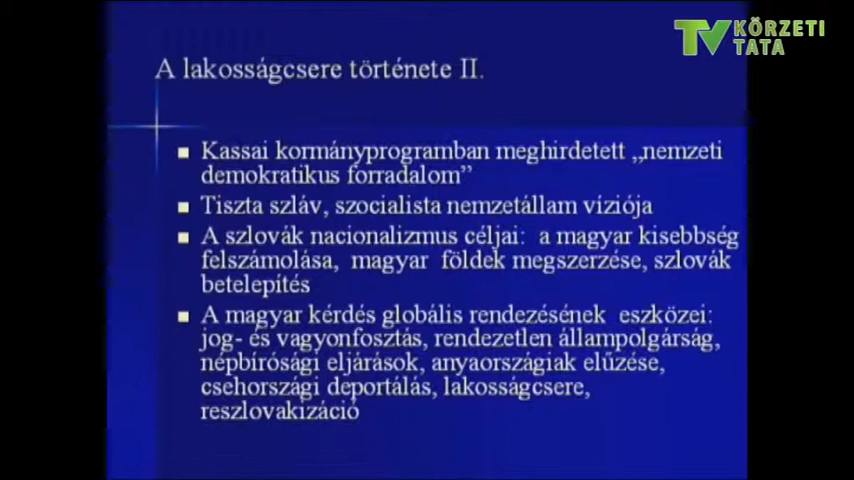 TV KÖRZETI
TATA
A lakosságcsere története II.
Kassai kormányprogramban meghirdetett „nemzeti
demokratikus forradalom”
Tiszta szláv, szocialista nemzetállam víziója
A szlovák nacionalizmus céljai: a magyar kisebbség
felszámolása, magyar földek megszerzése, szlovák
betelepítés
A magyar kérdés globális rendezésének eszközei:
jog- és vagyonfosztás, rendezetlen állampolgárság,
népbírósági eljárások, anyaországiak elűzése,
csehországi deportálás, lakosságcsere,
reszlovakizáció